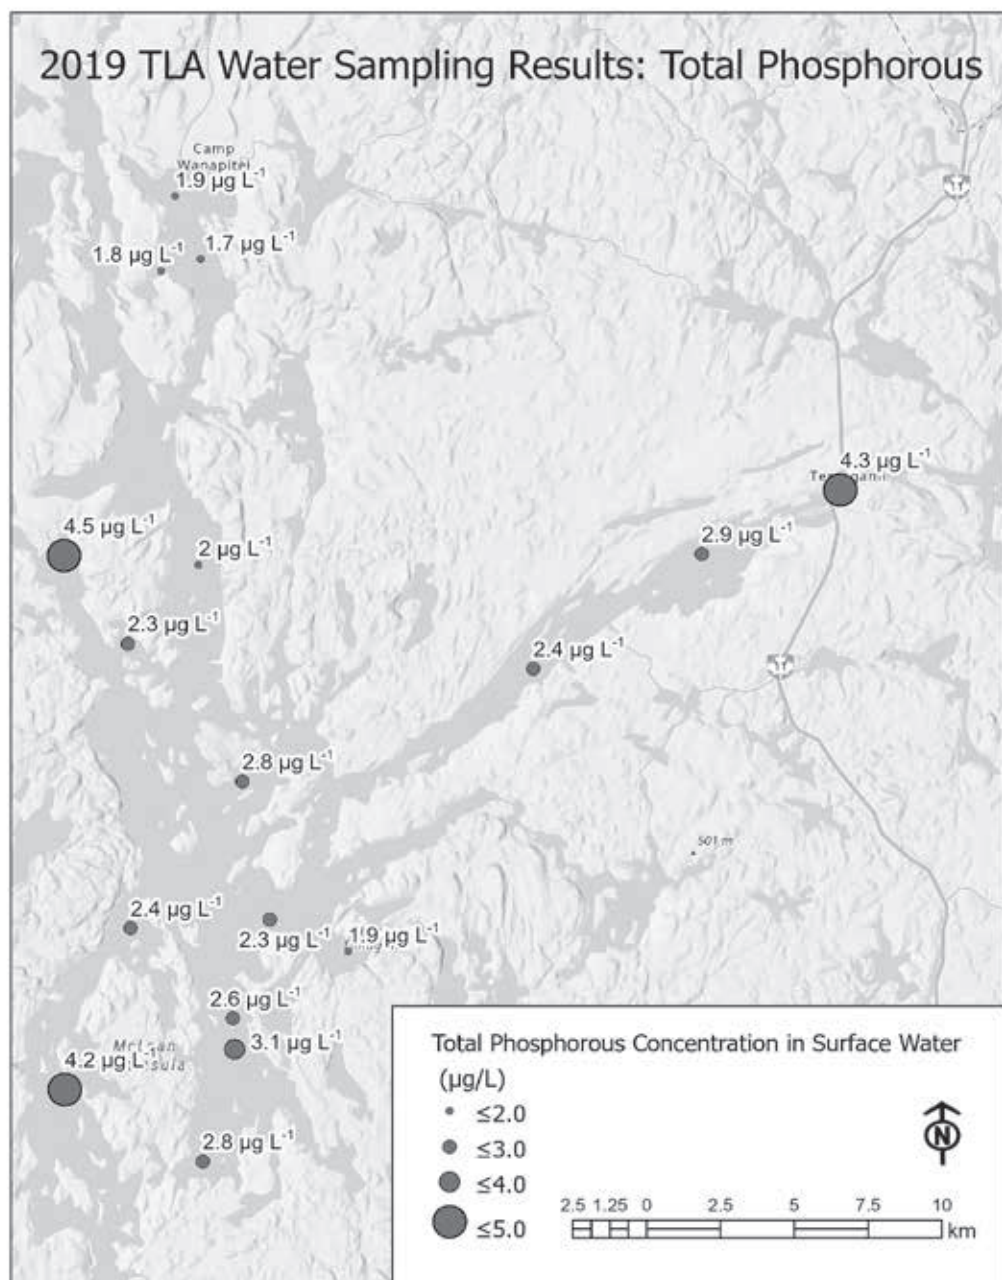 2019 TLA Water Sampling Results: Total Phosphorous
Camp
Wanapitei
1.9 µg L⁻¹
1.8 µg L⁻¹
1.7 µg L⁻¹
4.3 µg L⁻¹
4.5 µg L⁻¹
2 µg L⁻¹
2.9 µg L⁻¹
2.3 µg L⁻¹
2.4 µg L⁻¹
2.8 µg L⁻¹
501 m
2.4 µg L⁻¹
2.3 µg L⁻¹
1.9 µg L⁻¹
2.6 µg L⁻¹
3.1 µg L⁻¹
McLean
4.2 µg L⁻¹
2.8 µg L⁻¹
Total Phosphorous Concentration in Surface Water
(µg/L)
≤2.0
≤3.0
≤4.0
≤5.0
N
2.5 1.25 0 2.5 5 7.5 10
km